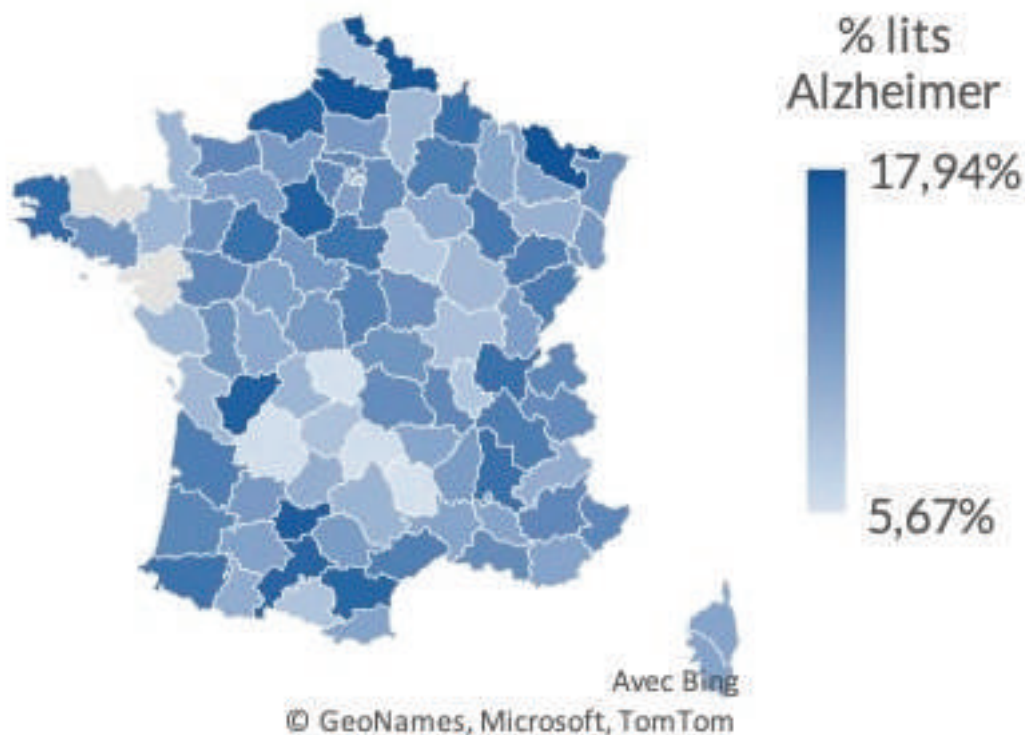 % lits
Alzheimer
17,94%
5,67%
Avec Bing
© GeoNames, Microsoft, TomTom